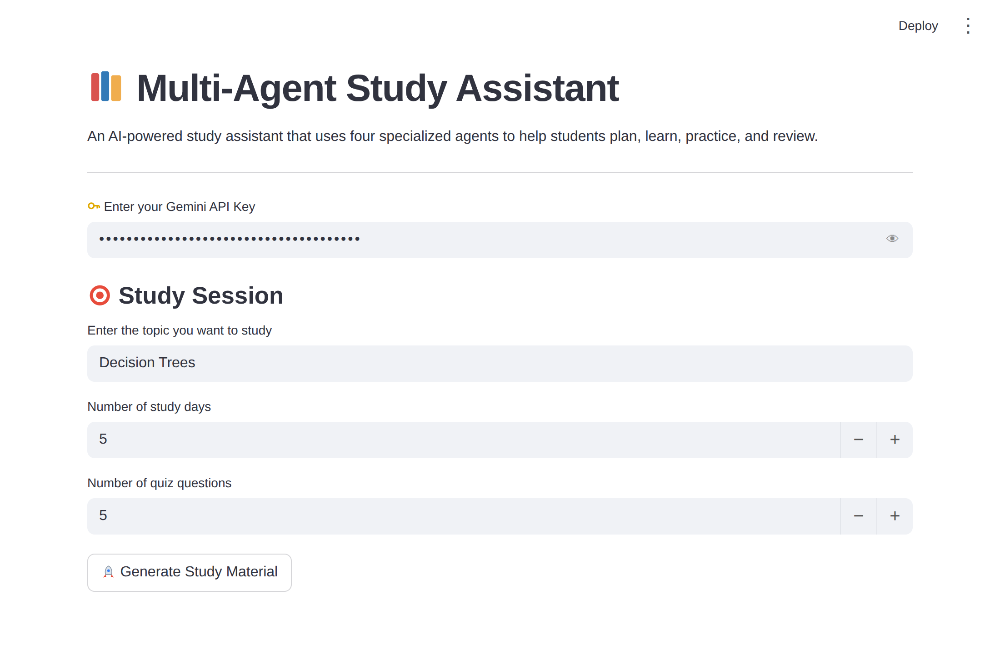 Deploy
Multi-Agent Study Assistant
An AI-powered study assistant that uses four specialized agents to help students plan, learn, practice, and review.
Enter your Gemini API Key
••••••••••••••••••••••••••••••••••••••
Study Session
Enter the topic you want to study
Decision Trees
Number of study days
5
Number of quiz questions
5
Generate Study Material